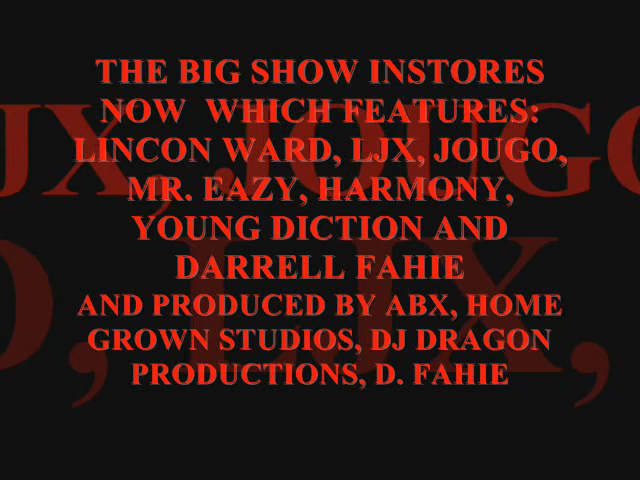 THE BIG SHOW INSTORES
NOW WHICH FEATURES:
LINCON WARD, LJX, JOUGO,
MR. EAZY, HARMONY,
YOUNG DICTION AND
DARRELL FAHIE
AND PRODUCED BY ABX, HOME
GROWN STUDIOS, DJ DRAGON
PRODUCTIONS, D. FAHIE